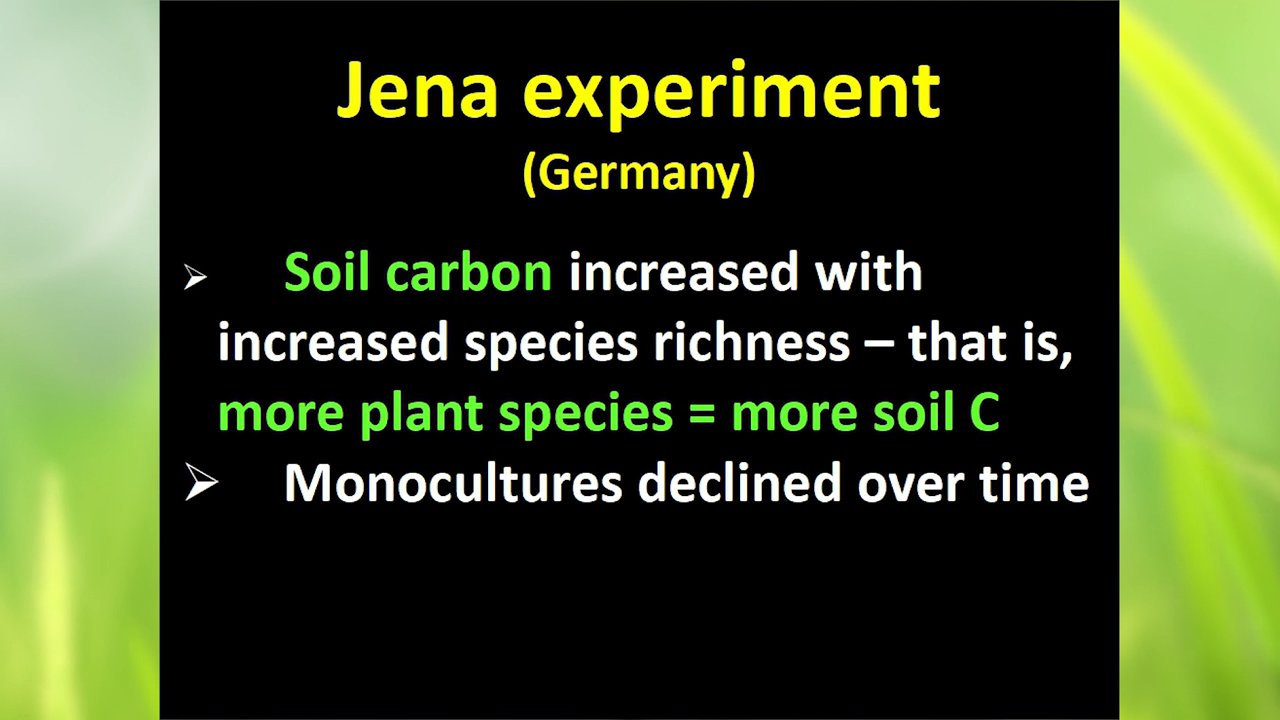 Jena experiment
(Germany)
➢ Soil carbon increased with
increased species richness – that is,
more plant species = more soil C
➢ Monocultures declined over time